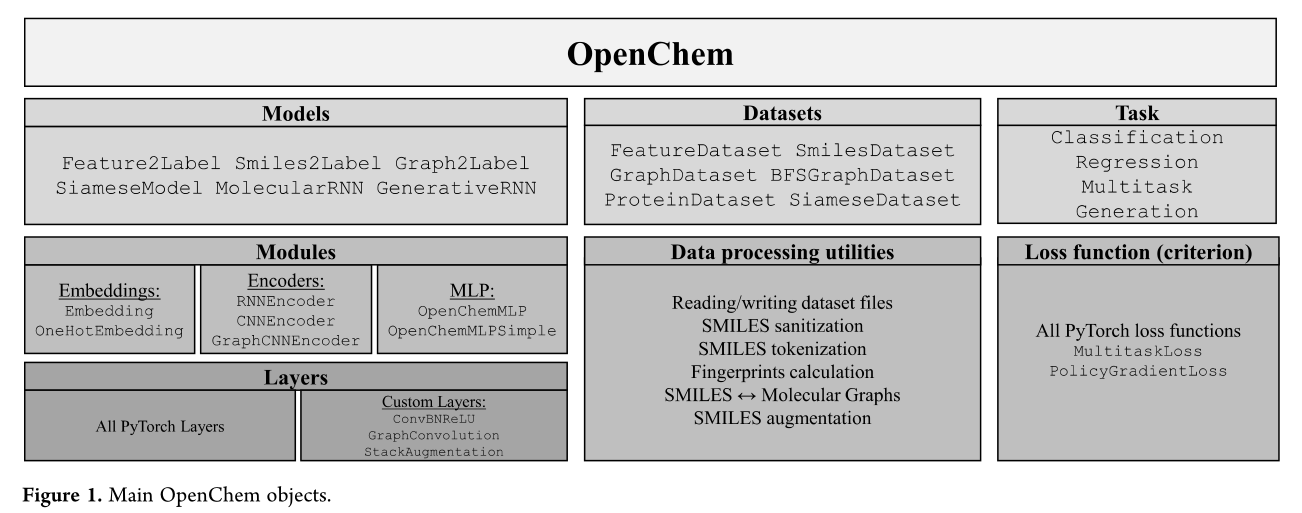 OpenChem
Models
Feature2Label Smiles2Label Graph2Label
SiameseModel MolecularRNN GenerativeRNN
Datasets
FeatureDataset SmilesDataset
GraphDataset BFSGraphDataset
ProteinDataset SiameseDataset
Task
Classification
Regression
Multitask
Generation
Modules
Embeddings:
Embedding
OneHotEmbedding
Encoders:
RNNEncoder
CNNEncoder
GraphCNNEncoder
MLP:
OpenChemMLP
OpenChemMLPSimple
Layers
All PyTorch Layers
Custom Layers:
ConvBNReLU
GraphConvolution
StackAugmentation
Data processing utilities
Reading/writing dataset files
SMILES sanitization
SMILES tokenization
Fingerprints calculation
SMILES ↔ Molecular Graphs
SMILES augmentation
Loss function (criterion)
All PyTorch loss functions
MultitaskLoss
PolicyGradientLoss
Figure 1. Main OpenChem objects.